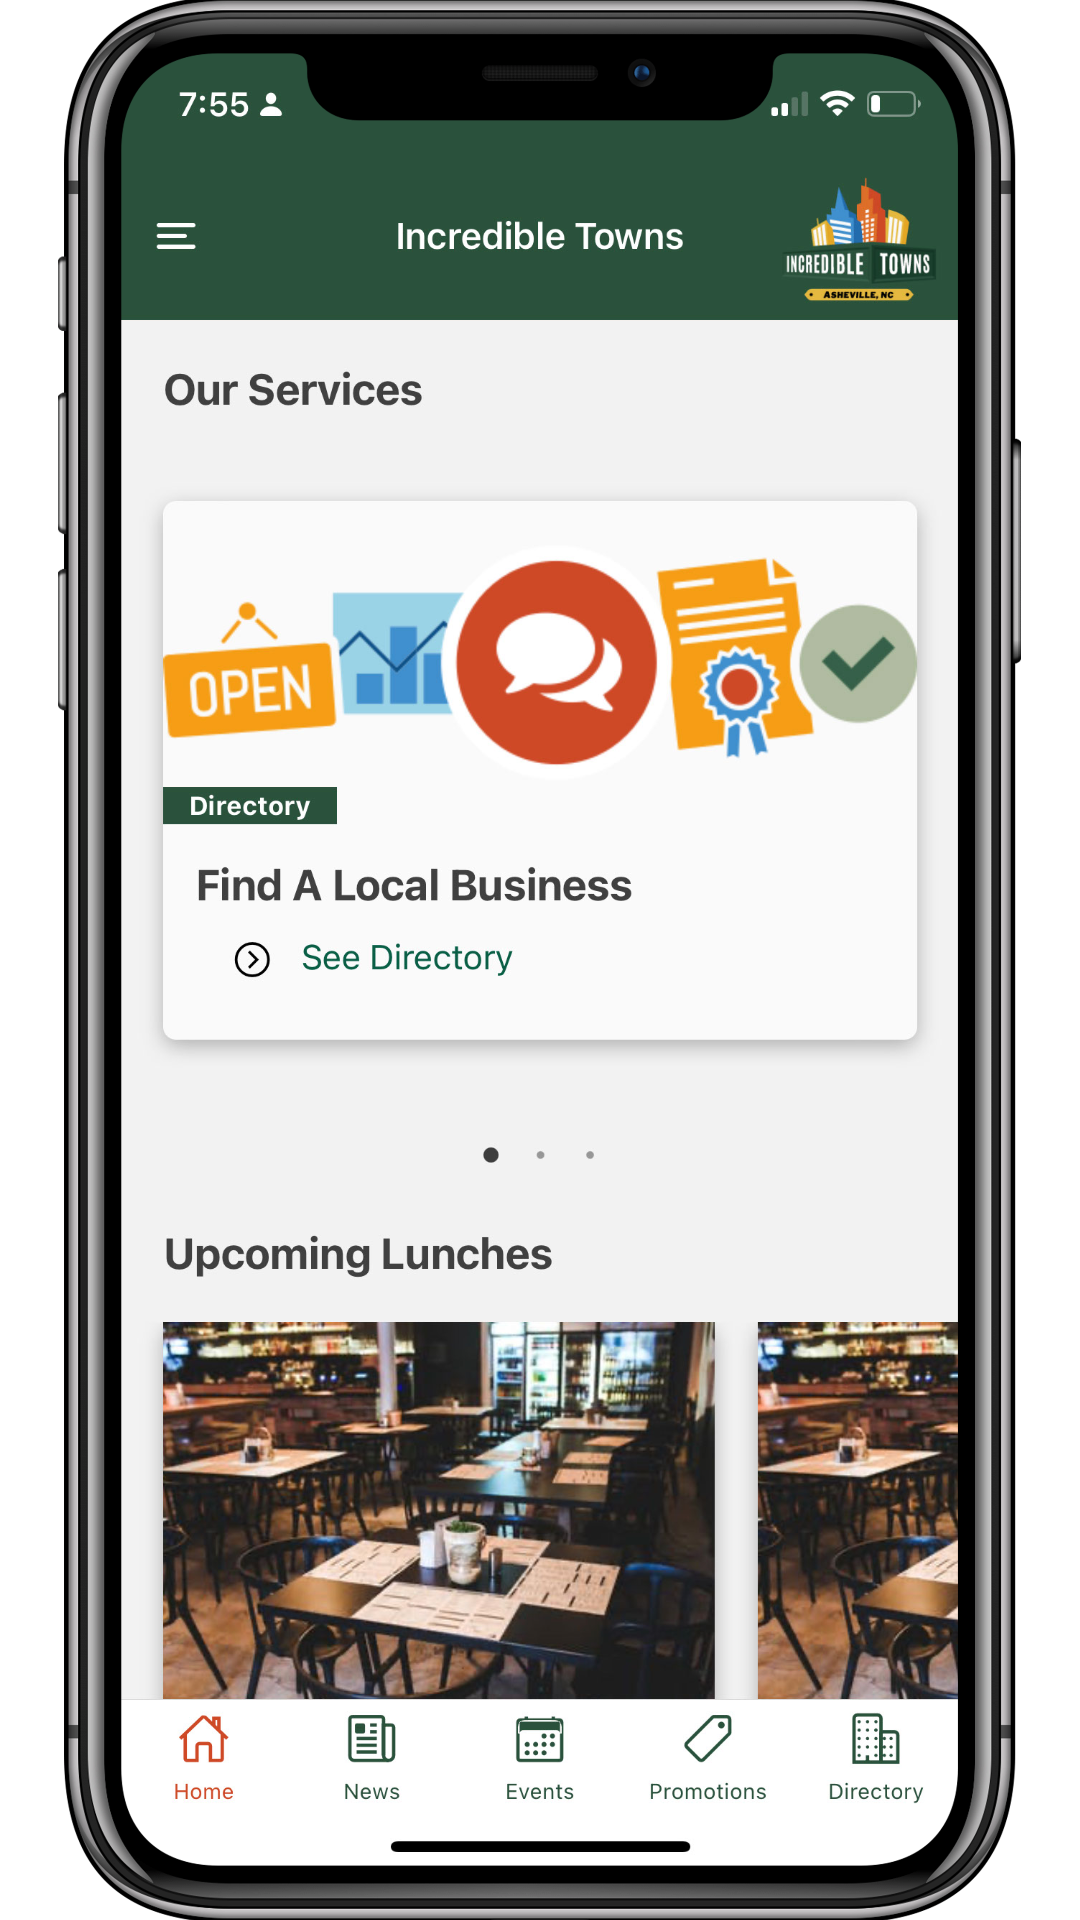 7:55
Incredible Towns
INCREDIBLE TOWNS
ASHEVILLE, NC
Our Services
OPEN
Directory
Find A Local Business
See Directory
Upcoming Lunches
Home
News
Events
Promotions
Directory